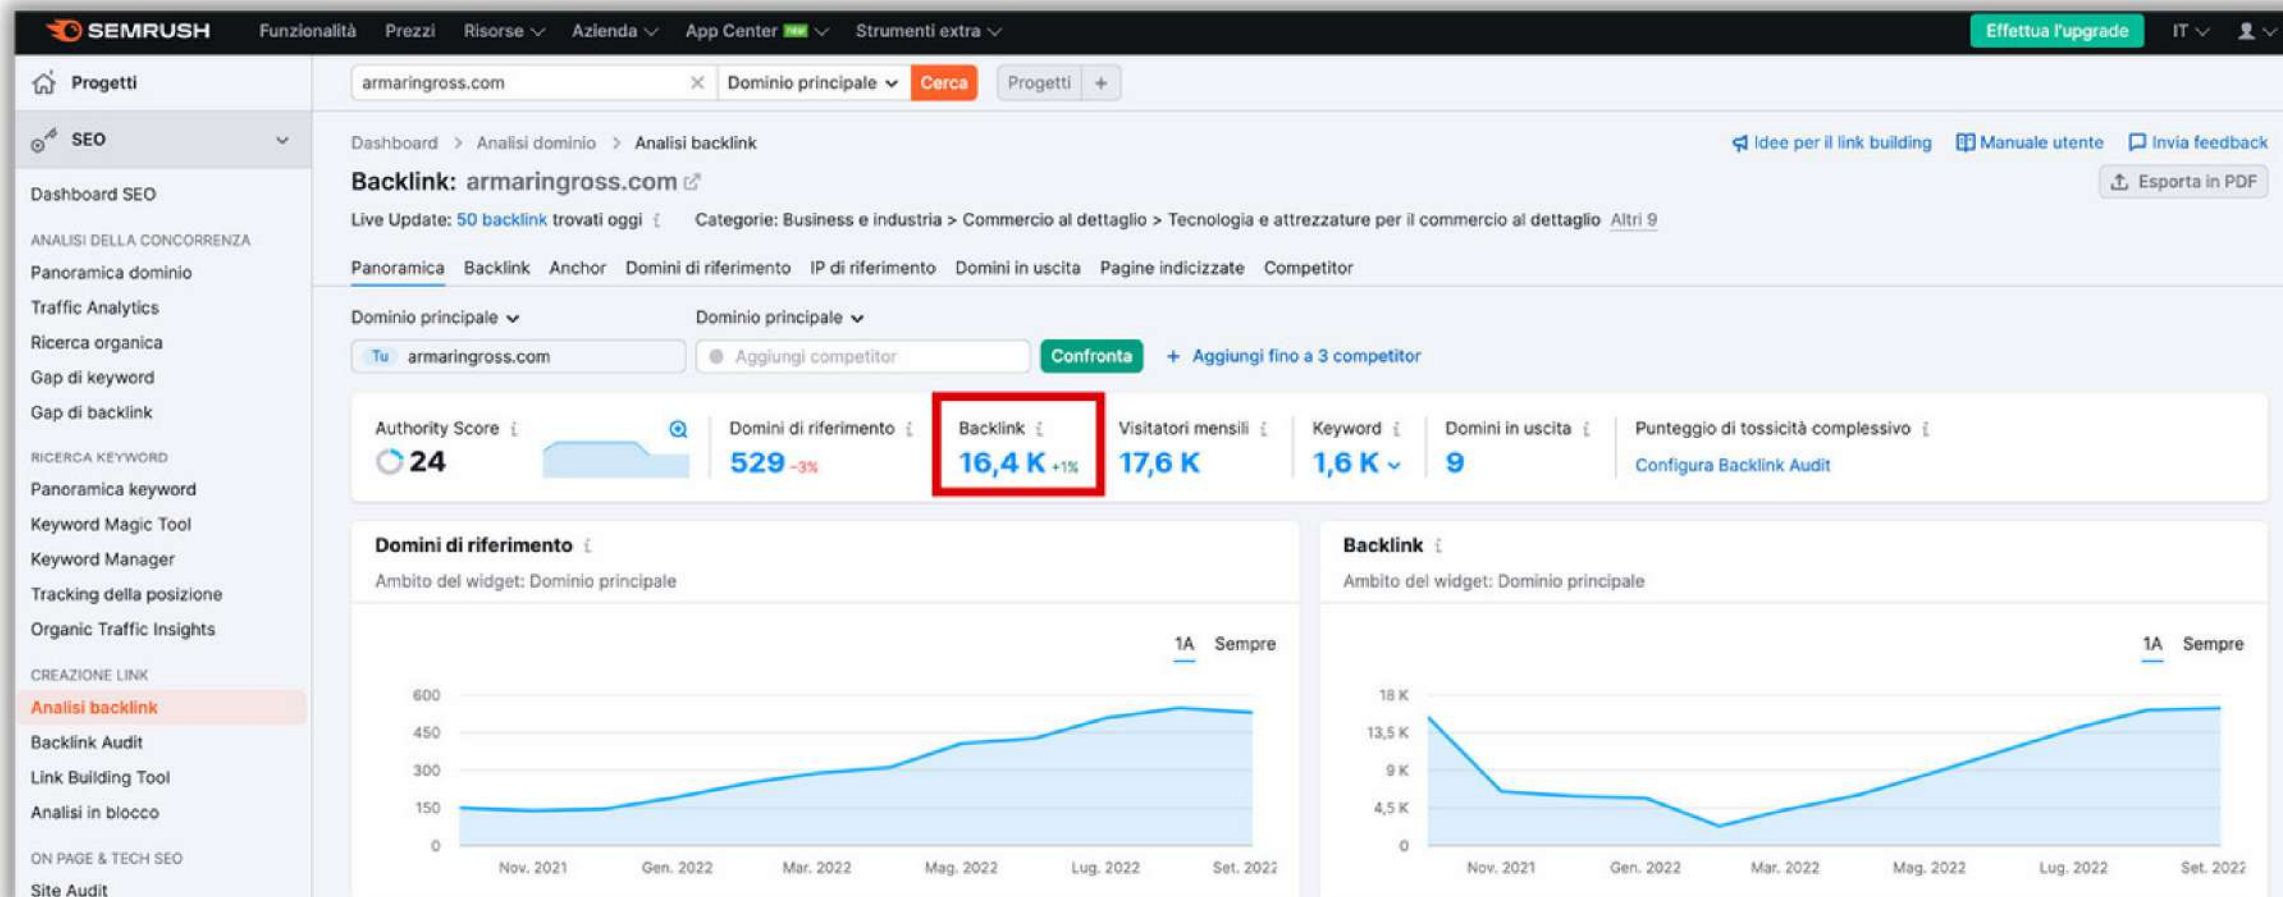 SEMRUSH Funzionalità Prezzi Risorse Azienda App Center new Strumenti extra Effettua l'upgrade IT
Progetti
armaringross.com Dominio principale Cerca Progetti +
SEO
Dashboard SEO
ANALISI DELLA CONCORRENZA
Panoramica dominio
Traffic Analytics
Ricerca organica
Gap di keyword
Gap di backlink
RICERCA KEYWORD
Panoramica keyword
Keyword Magic Tool
Keyword Manager
Tracking della posizione
Organic Traffic Insights
CREAZIONE LINK
Analisi backlink
Backlink Audit
Link Building Tool
Analisi in blocco
ON PAGE & TECH SEO
Site Audit
Dashboard > Analisi dominio > Analisi backlink
Idee per il link building Manuale utente Invia feedback
Backlink: armaringross.com
Esporta in PDF
Live Update: 50 backlink trovati oggi i Categorie: Business e industria > Commercio al dettaglio > Tecnologia e attrezzature per il commercio al dettaglio Altri 9
Panoramica Backlink Anchor Domini di riferimento IP di riferimento Domini in uscita Pagine indicizzate Competitor
Dominio principale Dominio principale
Tu armaringross.com Aggiungi competitor Confronta + Aggiungi fino a 3 competitor
Authority Score i
24
Domini di riferimento i
529 -3%
Backlink i
16,4 K +1%
Visitatori mensili i
17,6 K
Keyword i
1,6 K
Domini in uscita i
9
Punteggio di tossicità complessivo i
Configura Backlink Audit
Domini di riferimento i
Ambito del widget: Dominio principale
1A Sempre
600
450
300
150
0
Nov. 2021 Gen. 2022 Mar. 2022 Mag. 2022 Lug. 2022 Set. 2022
Backlink i
Ambito del widget: Dominio principale
1A Sempre
18 K
13,5 K
9 K
4,5 K
0
Nov. 2021 Gen. 2022 Mar. 2022 Mag. 2022 Lug. 2022 Set. 2022